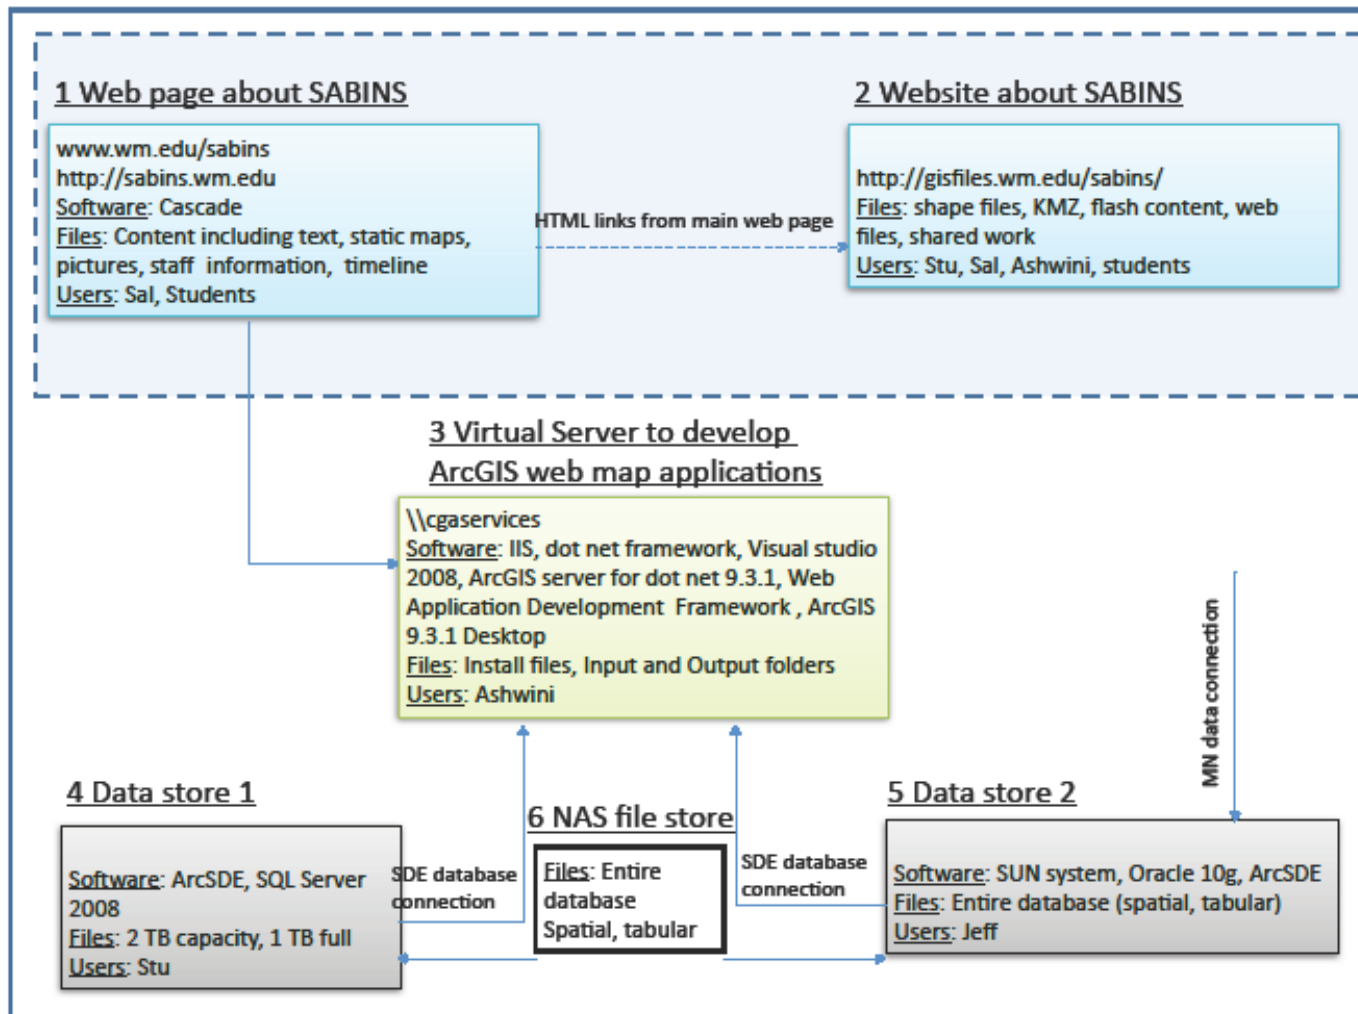 1 Web page about SABINS
www.wm.edu/sabins
http://sabins.wm.edu
Software: Cascade
Files: Content including text, static maps,
pictures, staff information, timeline
Users: Sal, Students
HTML links from main web page
2 Website about SABINS
http://gisfiles.wm.edu/sabins/
Files: shape files, KMZ, flash content, web
files, shared work
Users: Stu, Sal, Ashwini, students
3 Virtual Server to develop
ArcGIS web map applications
\\cgaservices
Software: IIS, dot net framework, Visual studio
2008, ArcGIS server for dot net 9.3.1, Web
Application Development Framework , ArcGIS
9.3.1 Desktop
Files: Install files, Input and Output folders
Users: Ashwini
MN data connection
4 Data store 1
Software: ArcSDE, SQL Server
2008
Files: 2 TB capacity, 1 TB full
Users: Stu
SDE database
connection
6 NAS file store
Files: Entire
database
Spatial, tabular
SDE database
connection
5 Data store 2
Software: SUN system, Oracle 10g, ArcSDE
Files: Entire database (spatial, tabular)
Users: Jeff